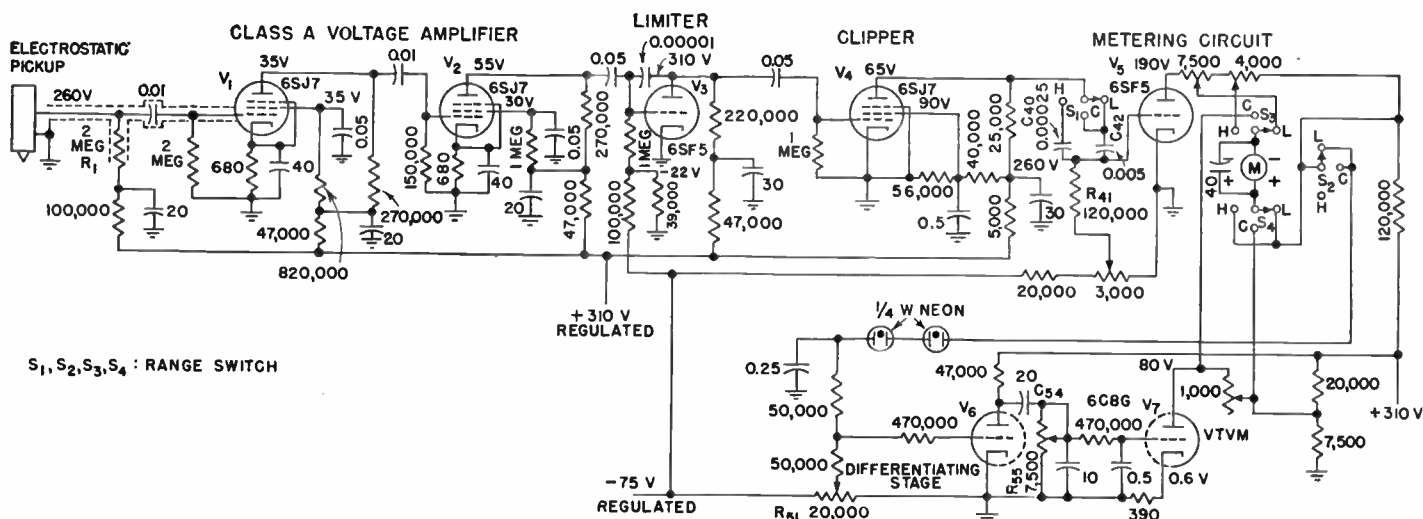 CLASS A VOLTAGE AMPLIFIER
LIMITER
CLIPPER
METERING CIRCUIT
ELECTROSTATIC
PICKUP
260V
0.01
2
MEG
R1
100,000
20
2
MEG
V1
35V
6SJ7
35 V
0.05
680
40
47,000
820,000
20
270,000
0.01
V2
55V
6SJ7
30V
150,000
680
40
1 MEG
20
0.05
270,000
47,000
0.05
0.00001
310 V
V3
6SF5
1 MEG
-22V
39,000
100,000
220,000
30
47,000
0.05
1
MEG
V4
65V
6SJ7
90V
56,000
0.5
40,000
25,000
260 V
5,000
30
C40
0.00025
H
S1
C
L
C42
0.005
R41
120,000
V5
190V
6SF5
7,500
4,000
C
S3
H
L
40
M
-
+
+
H
C
S4
L
L
S2
C
H
120,000
20,000
3,000
+310 V
REGULATED
1/4 W NEON
S1, S2, S3, S4 : RANGE SWITCH
0.25
50,000
50,000
470,000
47,000
20
C54
V6
DIFFERENTIATING
STAGE
R55
7,500
10
6C8G
470,000
0.5
80 V
V7
VTVM
0.6 V
390
1,000
20,000
7,500
+310 V
-75 V
REGULATED
R51
20,000